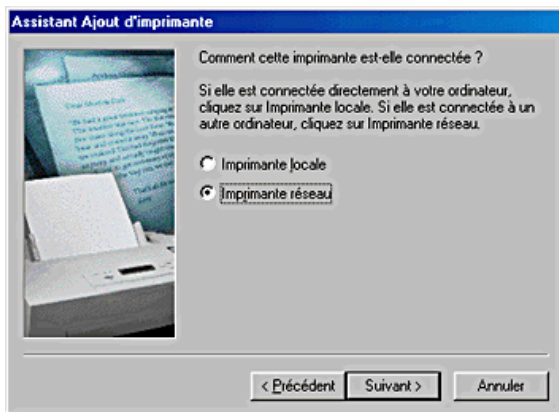 Assistant Ajout d'imprimante
Comment cette imprimante est-elle connectée ?
Si elle est connectée directement à votre ordinateur,
cliquez sur Imprimante locale. Si elle est connectée à un
autre ordinateur, cliquez sur Imprimante réseau.
Imprimante locale
Imprimante réseau
< Précédent
Suivant >
Annuler